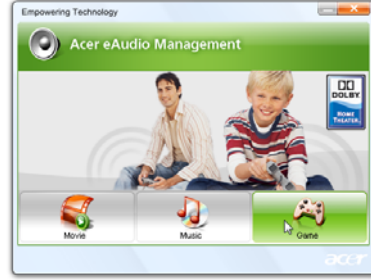 Empowering Technology
Acer eAudio Management
DOLBY
HOME
THEATER
Movie
Music
Game
acer